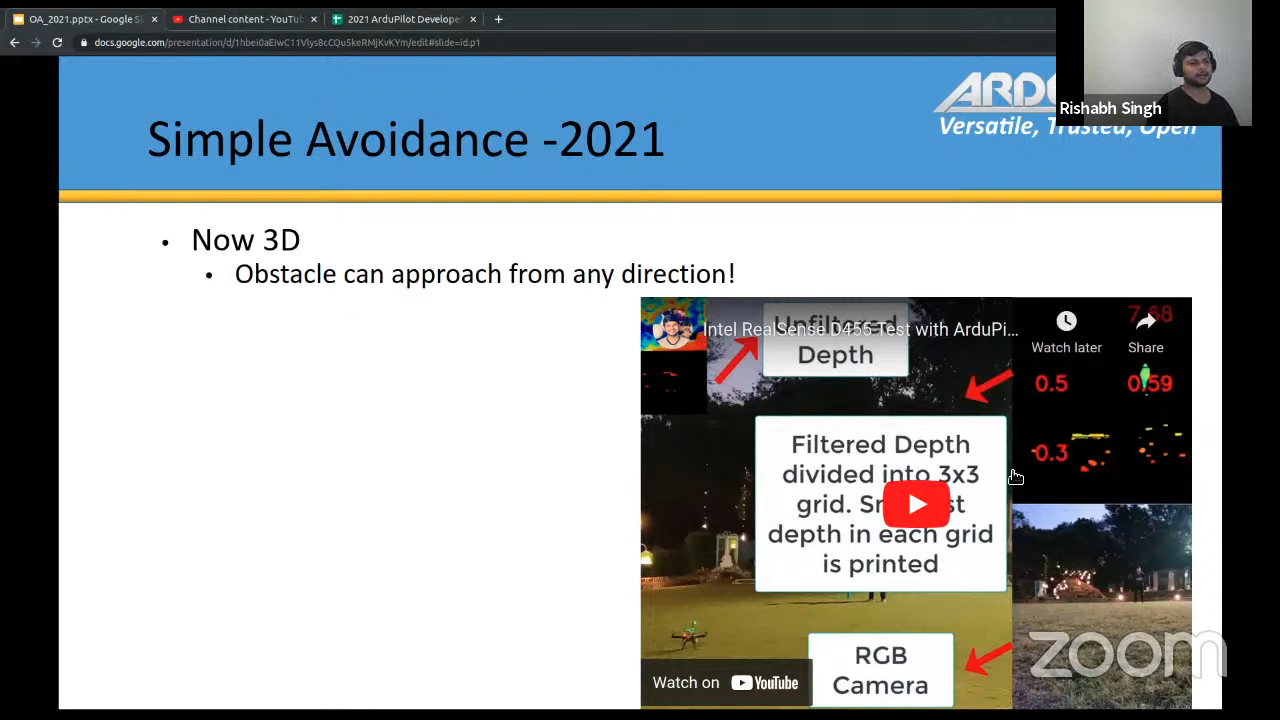 OA_2021.pptx - Google Sl
Channel content - YouTu
2021 ArduPilot Develope
docs.google.com/presentation/d/1hbei0aEIwC11Vlys8cCQu5keRMJKvKYm/edit#slide=id.p1
Rishabh Singh
Versatile, Trusted, Open
Simple Avoidance -2021
• Now 3D
• Obstacle can approach from any direction!
Intel RealSense D455 Test with ArduPi...
Unfiltered
Depth
Watch later
Share
7.88
0.5
0.59
0.3
Filtered Depth
divided into 3x3
grid.
depth in each grid
is printed
RGB
Camera
Watch on YouTube
zoom